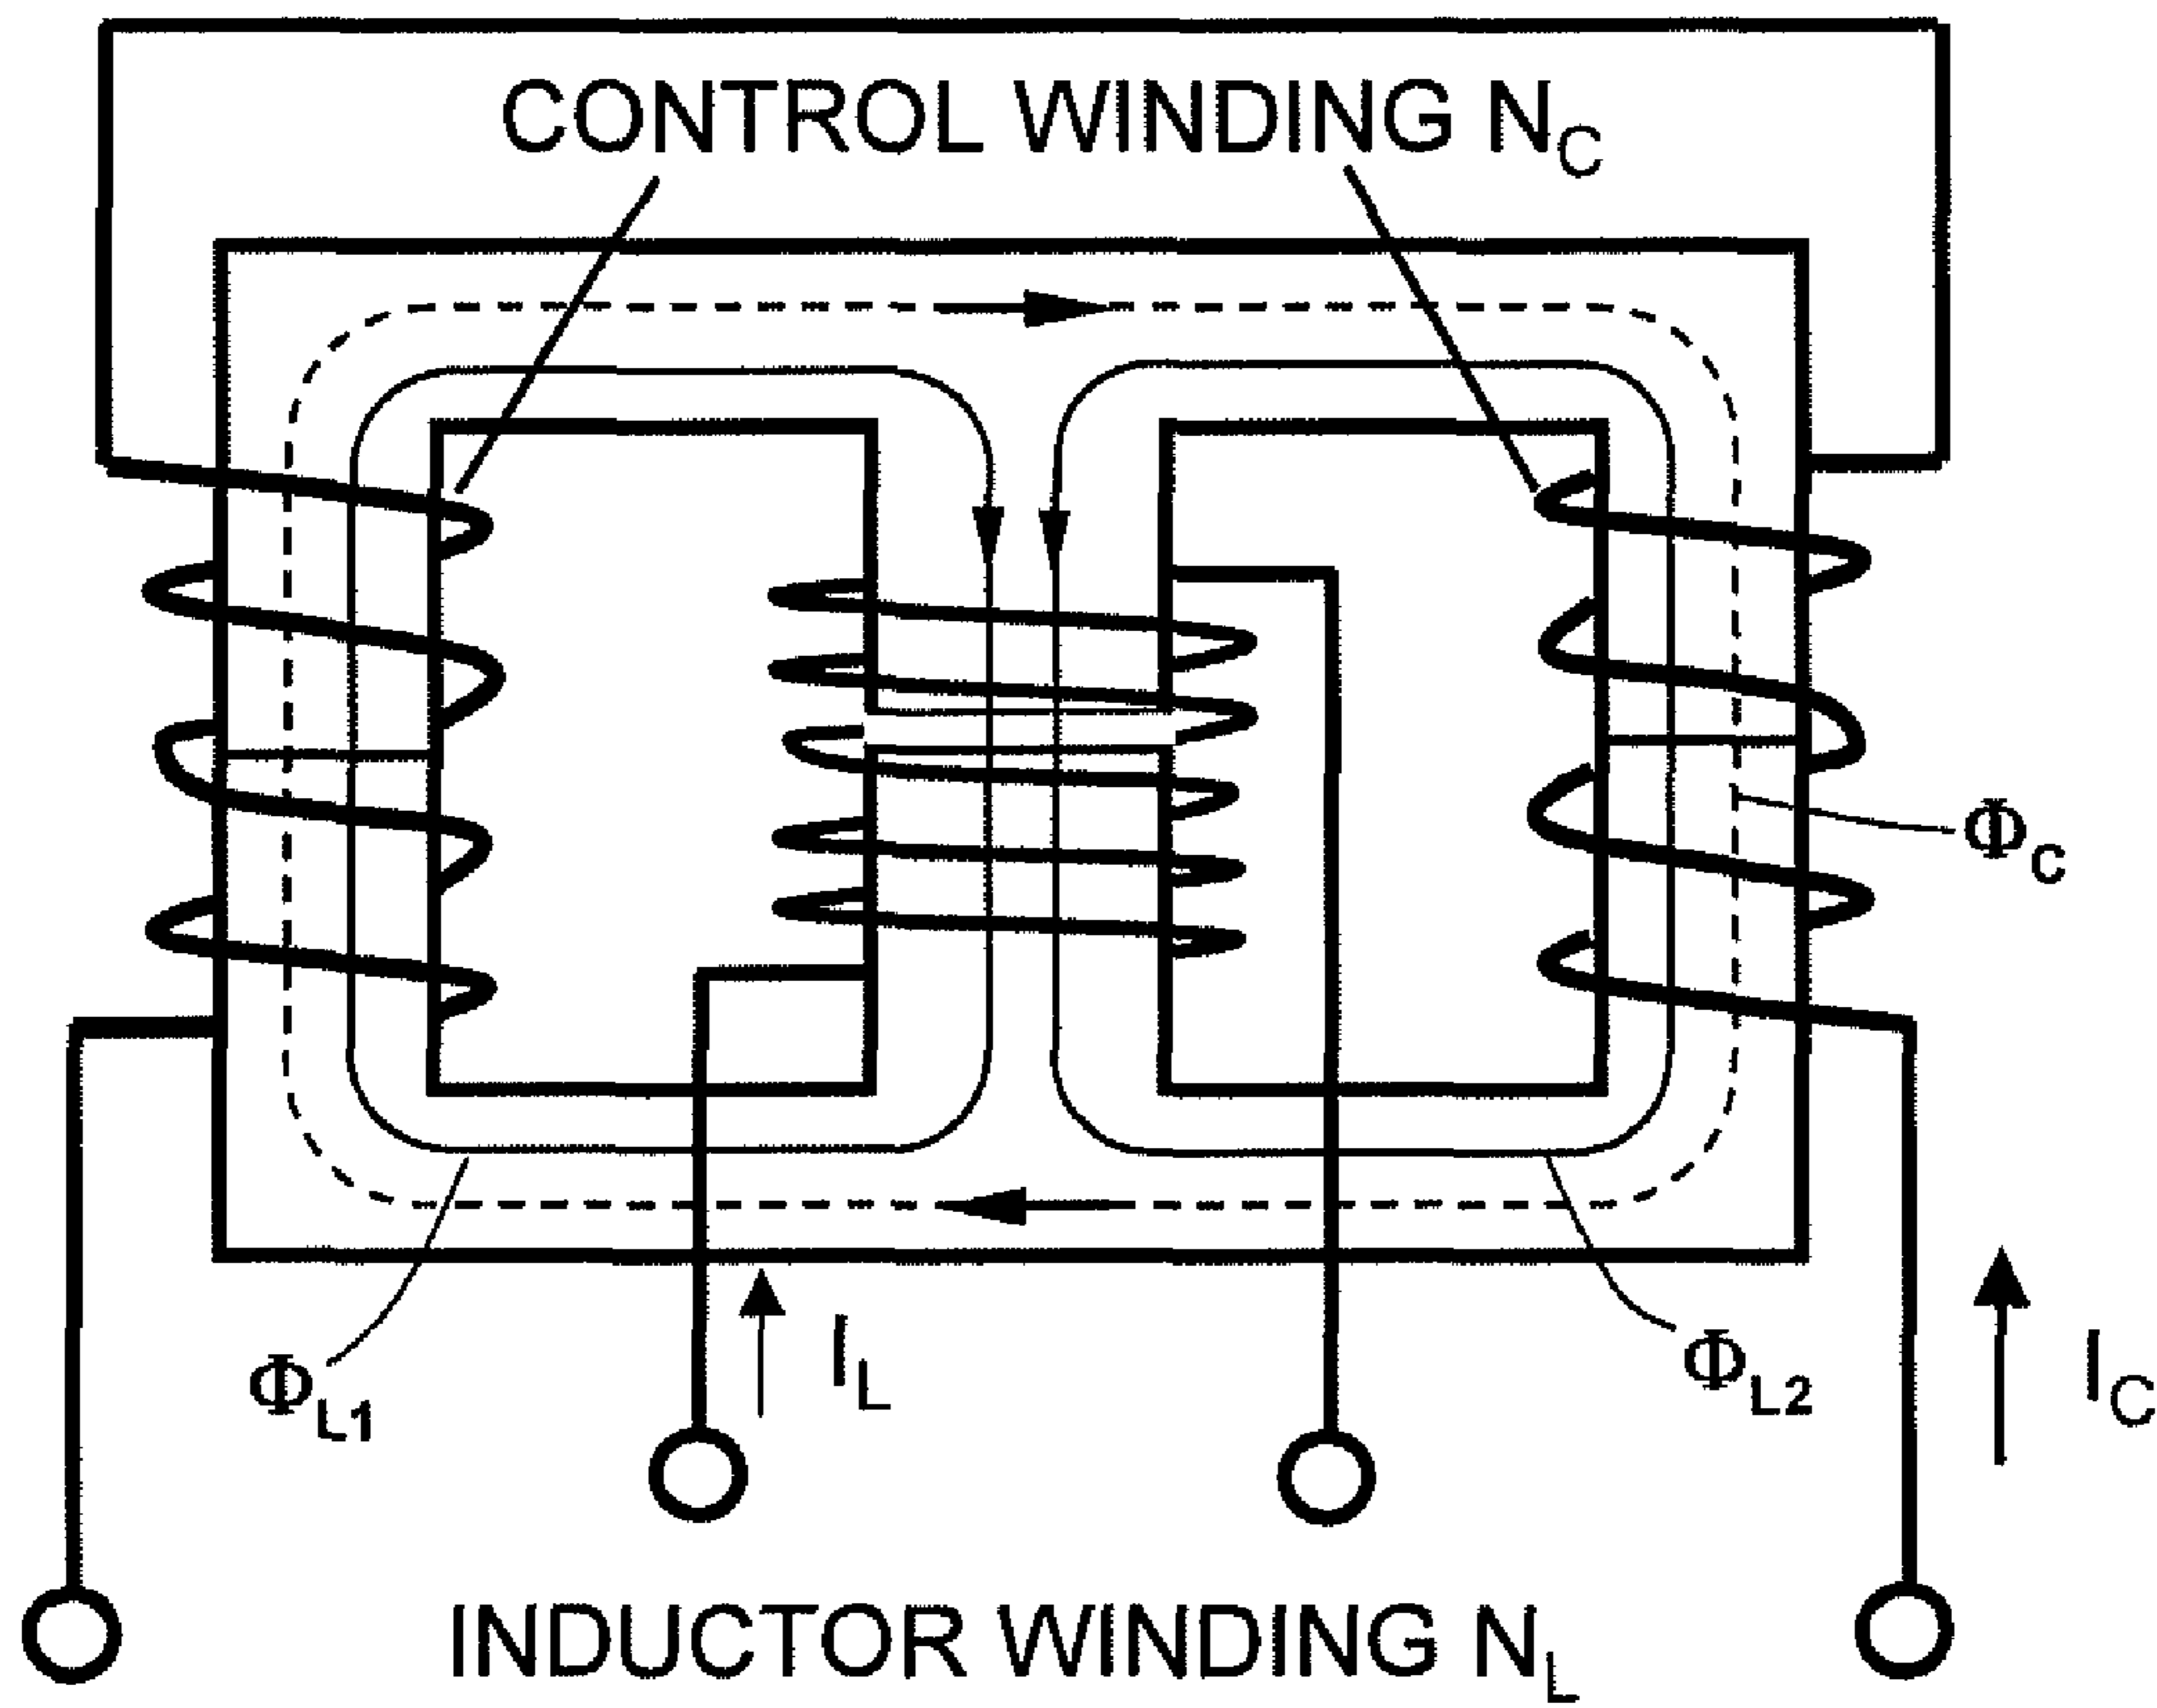 CONTROL WINDING N_C
Φ_C
Φ_L1
I_L
Φ_L2
I_C
INDUCTOR WINDING N_L